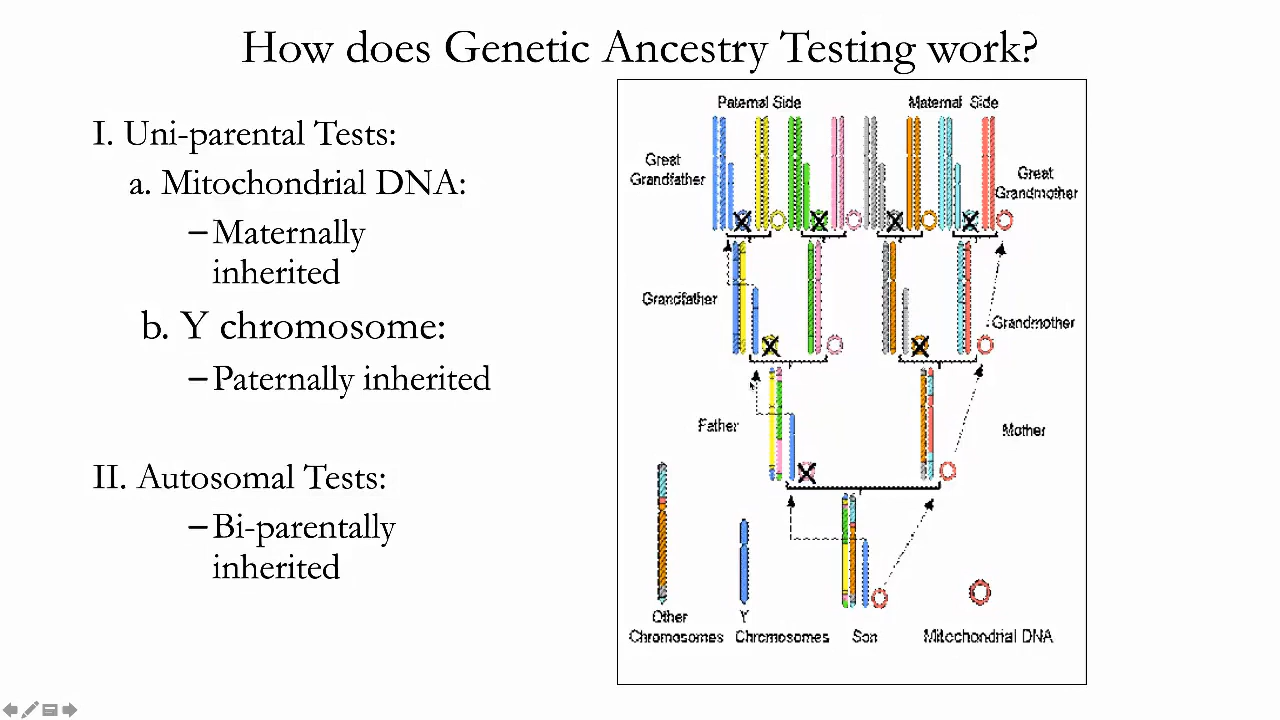 How does Genetic Ancestry Testing work?
I. Uni-parental Tests:
a. Mitochondrial DNA:
–Maternally
inherited
b. Y chromosome:
–Paternally inherited
II. Autosomal Tests:
–Bi-parentally
inherited
Paternal Side
Maternal Side
Great
Grandfather
Great
Grandmother
Grandfather
Grandmother
Father
Mother
Other
Chromosomes
Y
Chromosomes
Son
Mitochondrial DNA